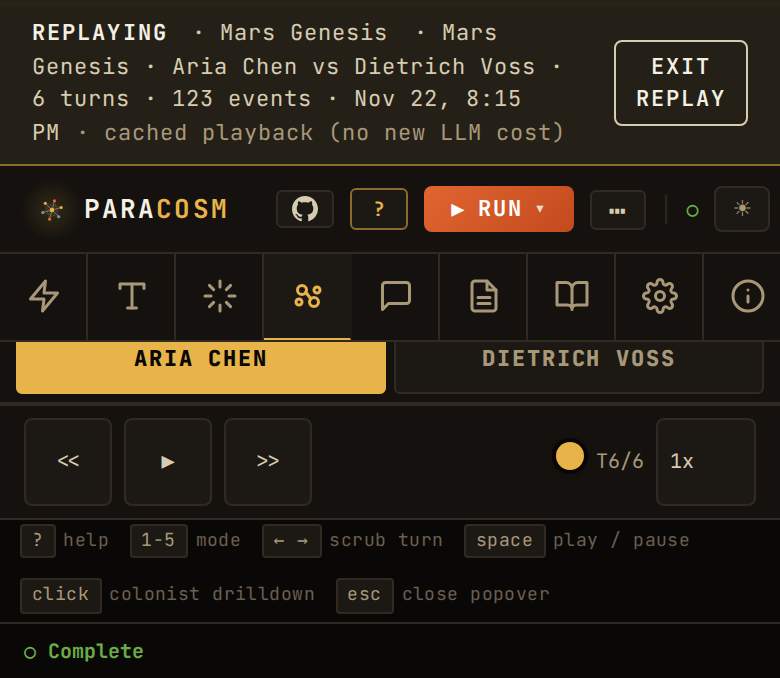 REPLAYING · Mars Genesis · Mars
Genesis · Aria Chen vs Dietrich Voss ·
6 turns · 123 events · Nov 22, 8:15
PM · cached playback (no new LLM cost)
EXIT
REPLAY
PARACOSM
?
▶ RUN ▼
…
ARIA CHEN
DIETRICH VOSS
<<
▶
>>
T6/6
1x
? help 1-5 mode ← → scrub turn space play / pause
click colonist drilldown esc close popover
○ Complete